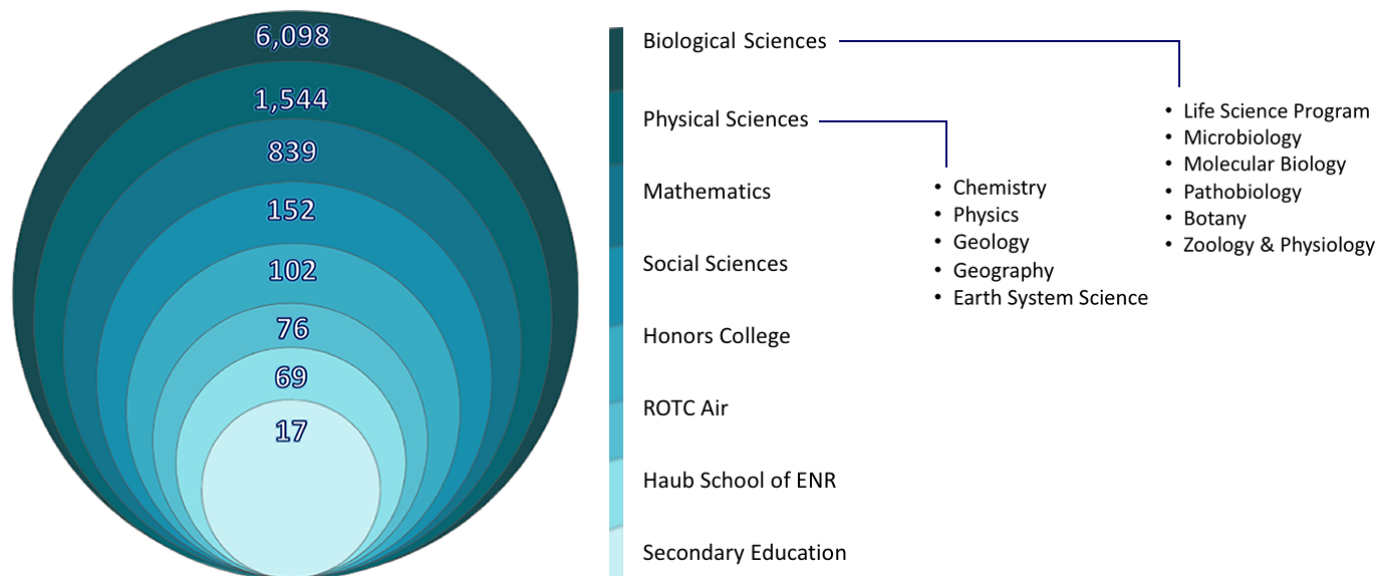 6,098
1,544
839
152
102
76
69
17
Biological Sciences
Physical Sciences
Mathematics
Social Sciences
Honors College
ROTC Air
Haub School of ENR
Secondary Education
• Chemistry
• Physics
• Geology
• Geography
• Earth System Science
• Life Science Program
• Microbiology
• Molecular Biology
• Pathobiology
• Botany
• Zoology & Physiology